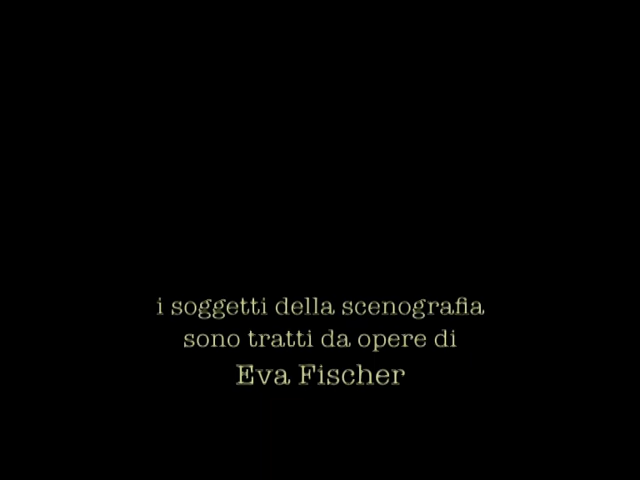 i soggetti della scenografia
sono tratti da opere di
Eva Fischer